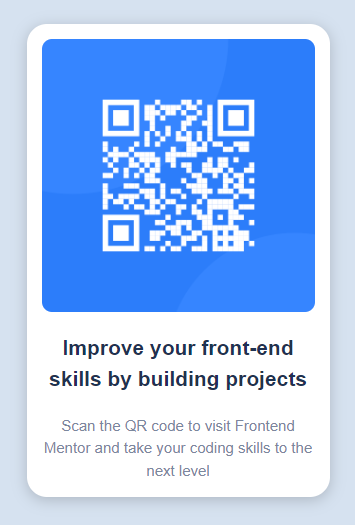 Improve your front-end
skills by building projects
Scan the QR code to visit Frontend
Mentor and take your coding skills to the
next level